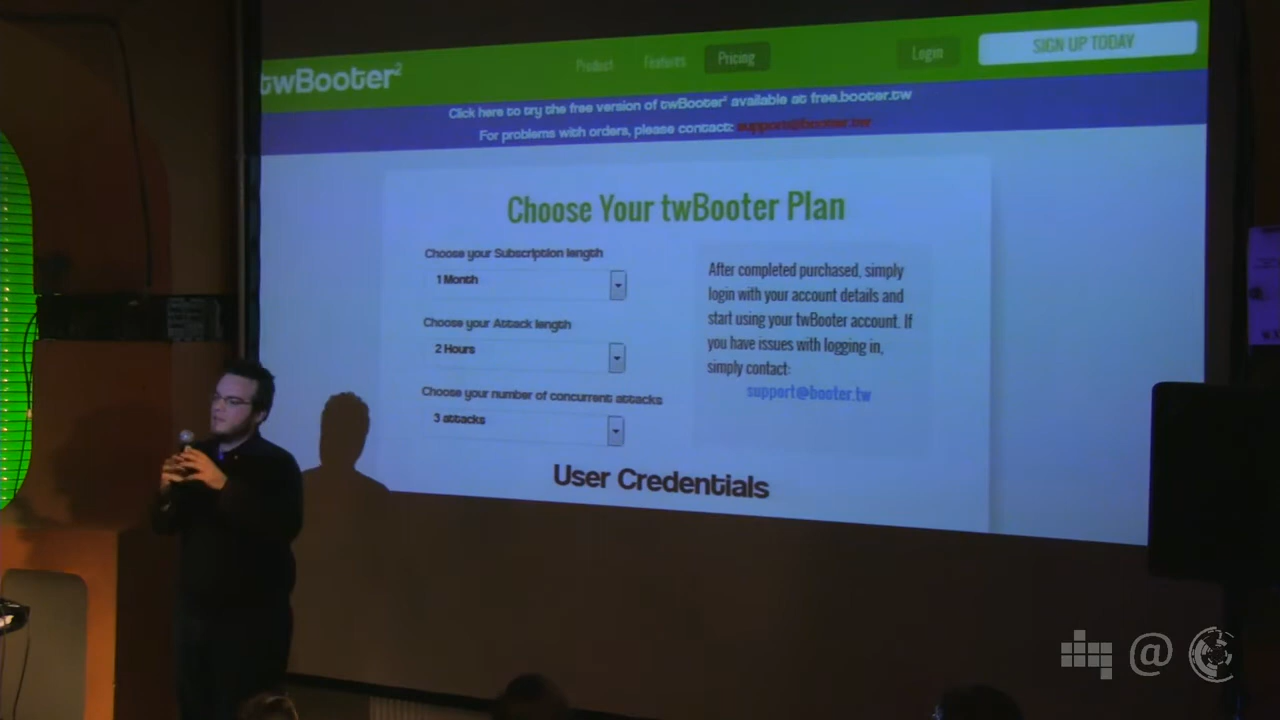 twBooter²
Product Features Pricing Login SIGN UP TODAY
Click here to try the free version of twBooter² available at free.booter.tw
For problems with orders, please contact: support@booter.tw
Choose Your twBooter Plan
Choose your Subscription length
1 Month
Choose your Attack length
2 Hours
Choose your number of concurrent attacks
3 attacks
After completed purchased, simply
login with your account details and
start using your twBooter account. If
you have issues with logging in,
simply contact:
support@booter.tw
User Credentials
@